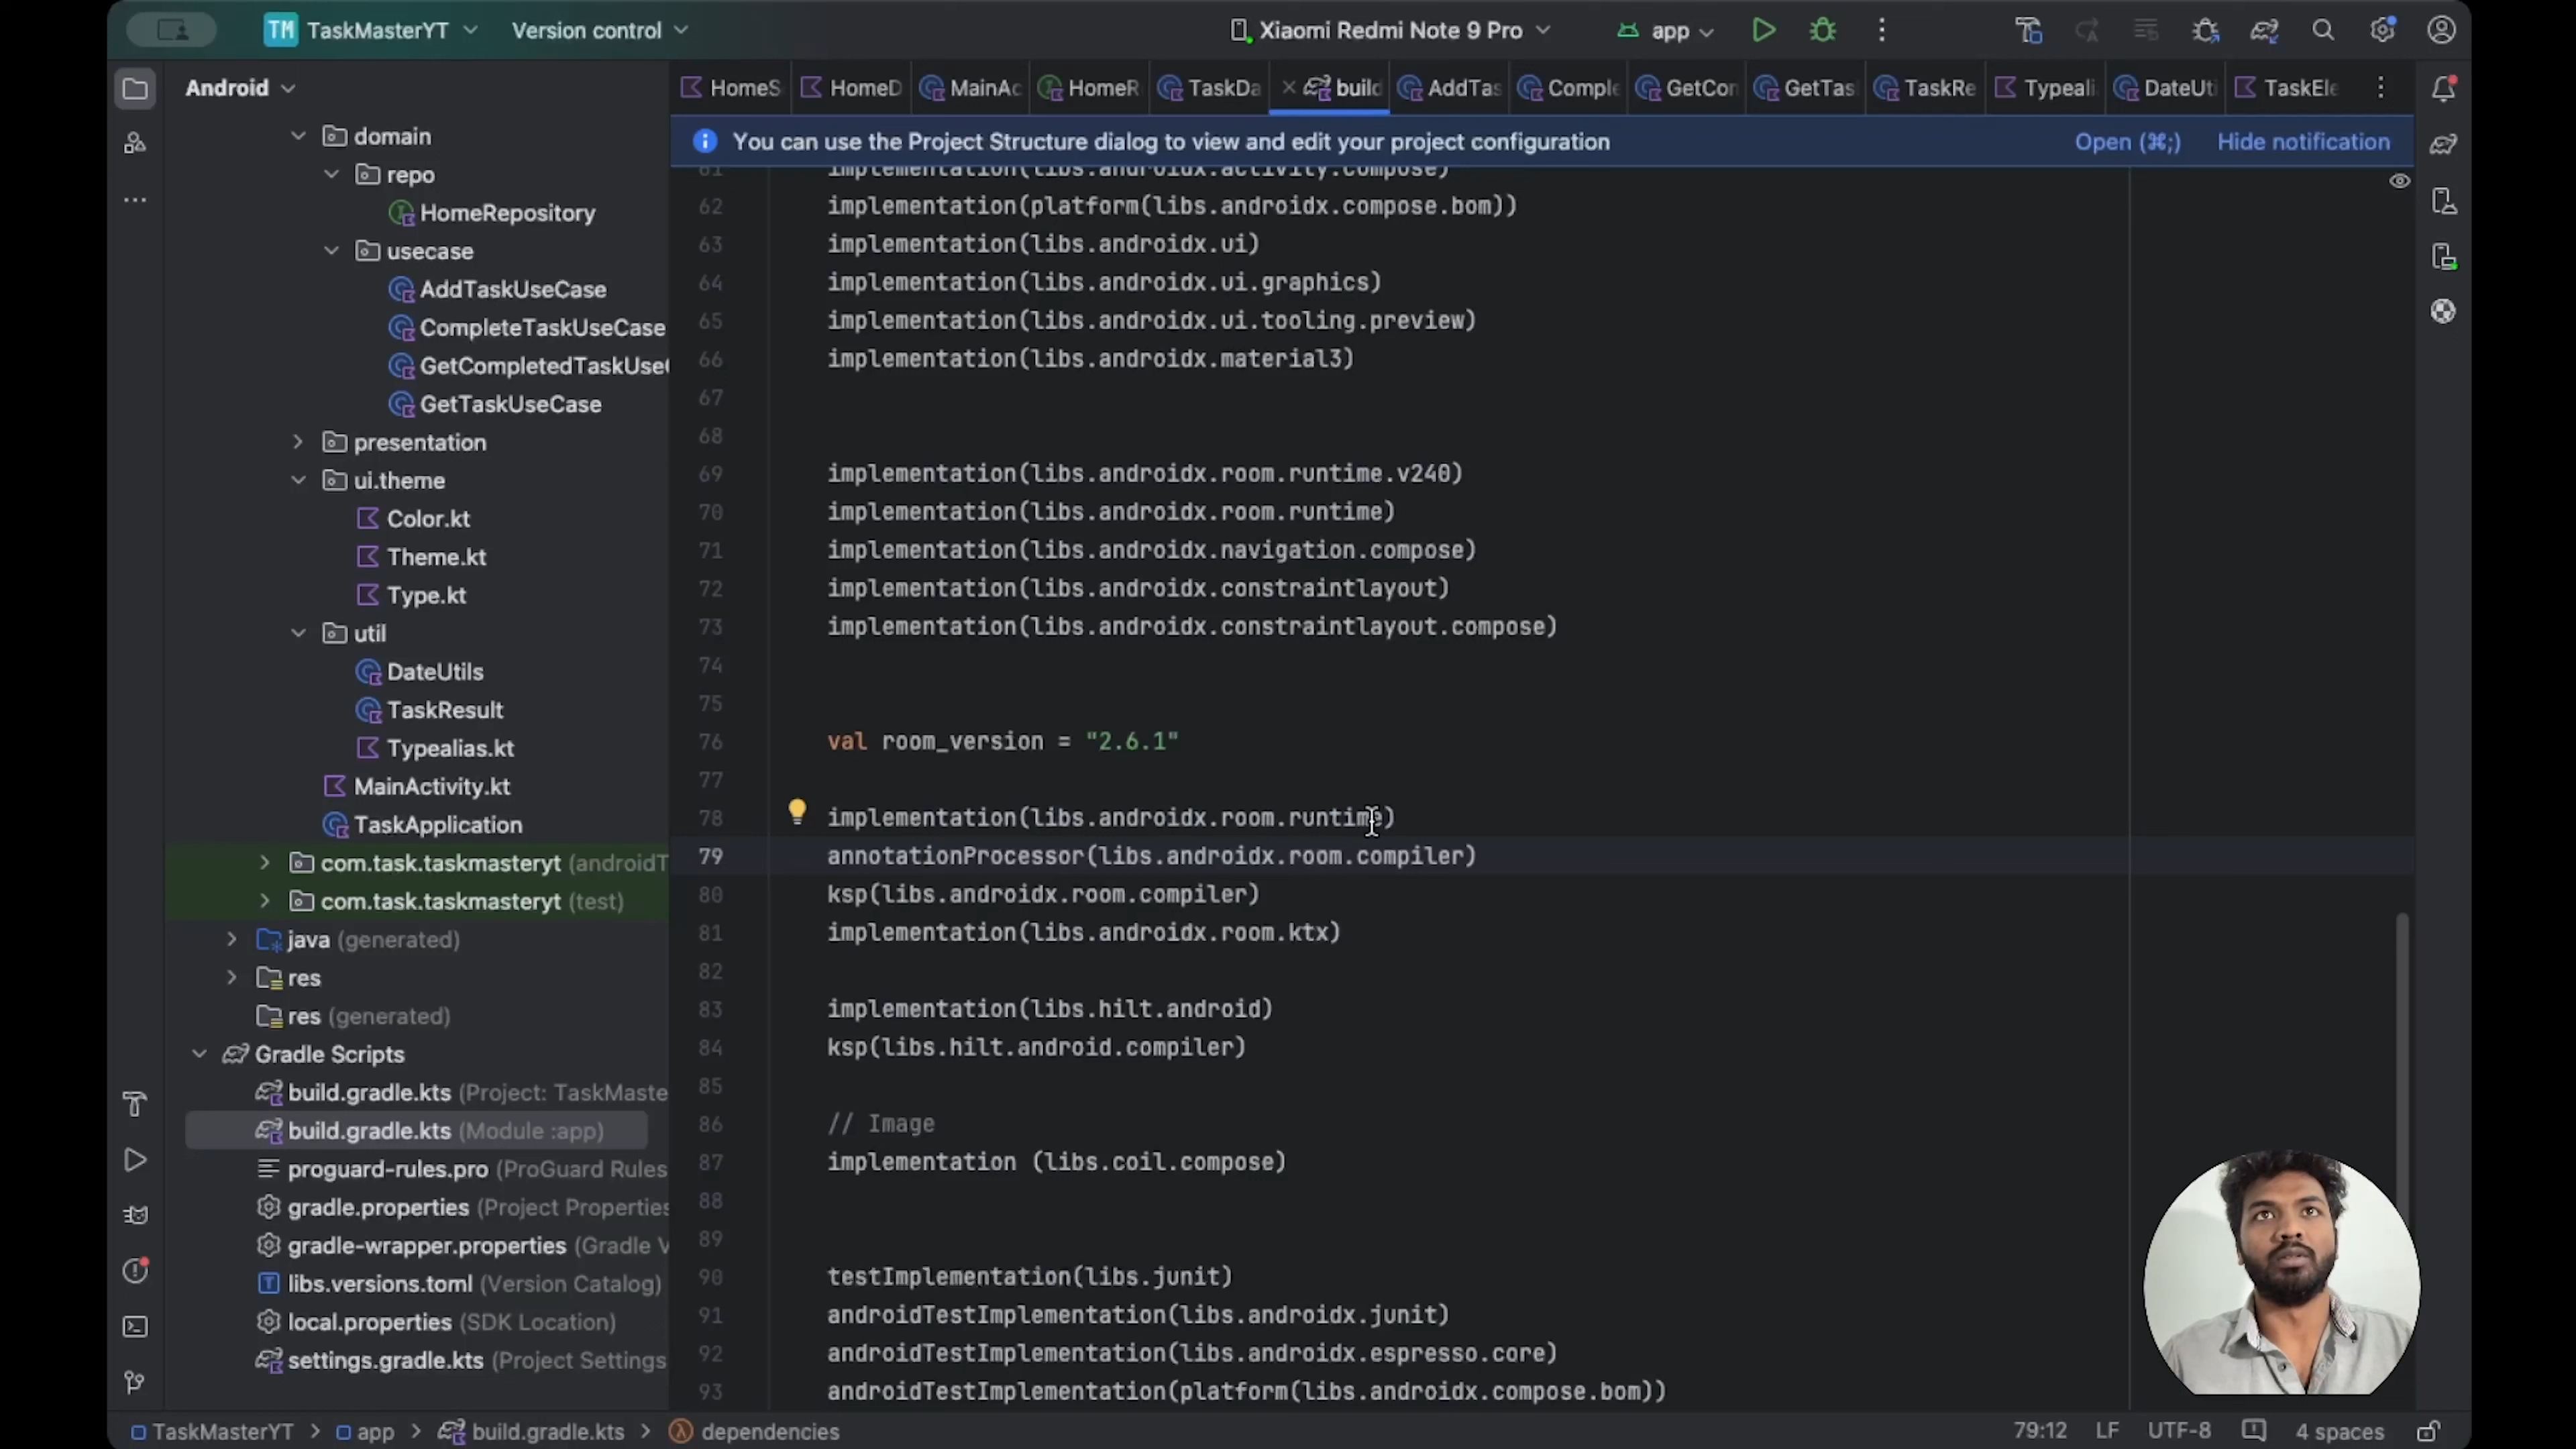 TM TaskMasterYT Version control Xiaomi Redmi Note 9 Pro app
Android
HomeS HomeD MainAc HomeR TaskDa build AddTas Comple GetCon GetTas TaskRe Typeali DateUti TaskEle
You can use the Project Structure dialog to view and edit your project configuration Open (⌘;) Hide notification
domain
repo
HomeRepository
usecase
AddTaskUseCase
CompleteTaskUseCase
GetCompletedTaskUse
GetTaskUseCase
presentation
ui.theme
Color.kt
Theme.kt
Type.kt
util
DateUtils
TaskResult
Typealias.kt
MainActivity.kt
TaskApplication
com.task.taskmasteryt (androidT
com.task.taskmasteryt (test)
java (generated)
res
res (generated)
Gradle Scripts
build.gradle.kts (Project: TaskMaste
build.gradle.kts (Module :app)
proguard-rules.pro (ProGuard Rules
gradle.properties (Project Properties
gradle-wrapper.properties (Gradle V
libs.versions.toml (Version Catalog)
local.properties (SDK Location)
settings.gradle.kts (Project Settings
61 implementation(libs.androidx.activity.compose)
62 implementation(platform(libs.androidx.compose.bom))
63 implementation(libs.androidx.ui)
64 implementation(libs.androidx.ui.graphics)
65 implementation(libs.androidx.ui.tooling.preview)
66 implementation(libs.androidx.material3)
67
68
69 implementation(libs.androidx.room.runtime.v240)
70 implementation(libs.androidx.room.runtime)
71 implementation(libs.androidx.navigation.compose)
72 implementation(libs.androidx.constraintlayout)
73 implementation(libs.androidx.constraintlayout.compose)
74
75
76 val room_version = "2.6.1"
77
78 implementation(libs.androidx.room.runtime)
79 annotationProcessor(libs.androidx.room.compiler)
80 ksp(libs.androidx.room.compiler)
81 implementation(libs.androidx.room.ktx)
82
83 implementation(libs.hilt.android)
84 ksp(libs.hilt.android.compiler)
85
86 // Image
87 implementation (libs.coil.compose)
88
89
90 testImplementation(libs.junit)
91 androidTestImplementation(libs.androidx.junit)
92 androidTestImplementation(libs.androidx.espresso.core)
93 androidTestImplementation(platform(libs.androidx.compose.bom))
TaskMasterYT > app > build.gradle.kts > dependencies 79:12 LF UTF-8 4 spaces